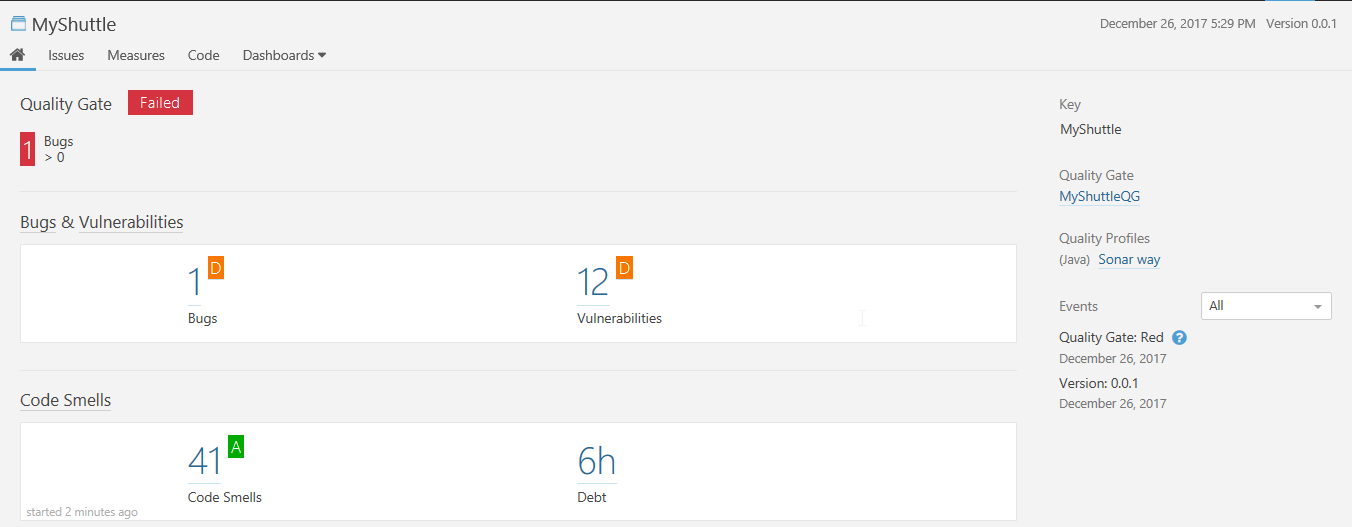 MyShuttle
December 26, 2017 5:29 PM Version 0.0.1
Issues Measures Code Dashboards
Quality Gate Failed
1 Bugs
> 0
Bugs & Vulnerabilities
1 D
Bugs
12 D
Vulnerabilities
Code Smells
41 A
Code Smells
6h
Debt
started 2 minutes ago
Key
MyShuttle
Quality Gate
MyShuttleQG
Quality Profiles
(Java) Sonar way
Events All
Quality Gate: Red ?
December 26, 2017
Version: 0.0.1
December 26, 2017